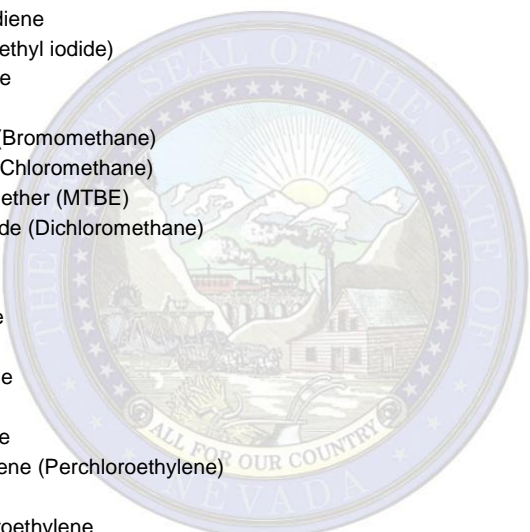 diene
ethyl iodide)
e
(Bromomethane)
Chloromethane)
ether (MTBE)
de (Dichloromethane)
e
e
e
ene (Perchloroethylene)
roethylene
THE GREAT SEAL OF THE STATE OF
NEVADA
ALL FOR OUR COUNTRY